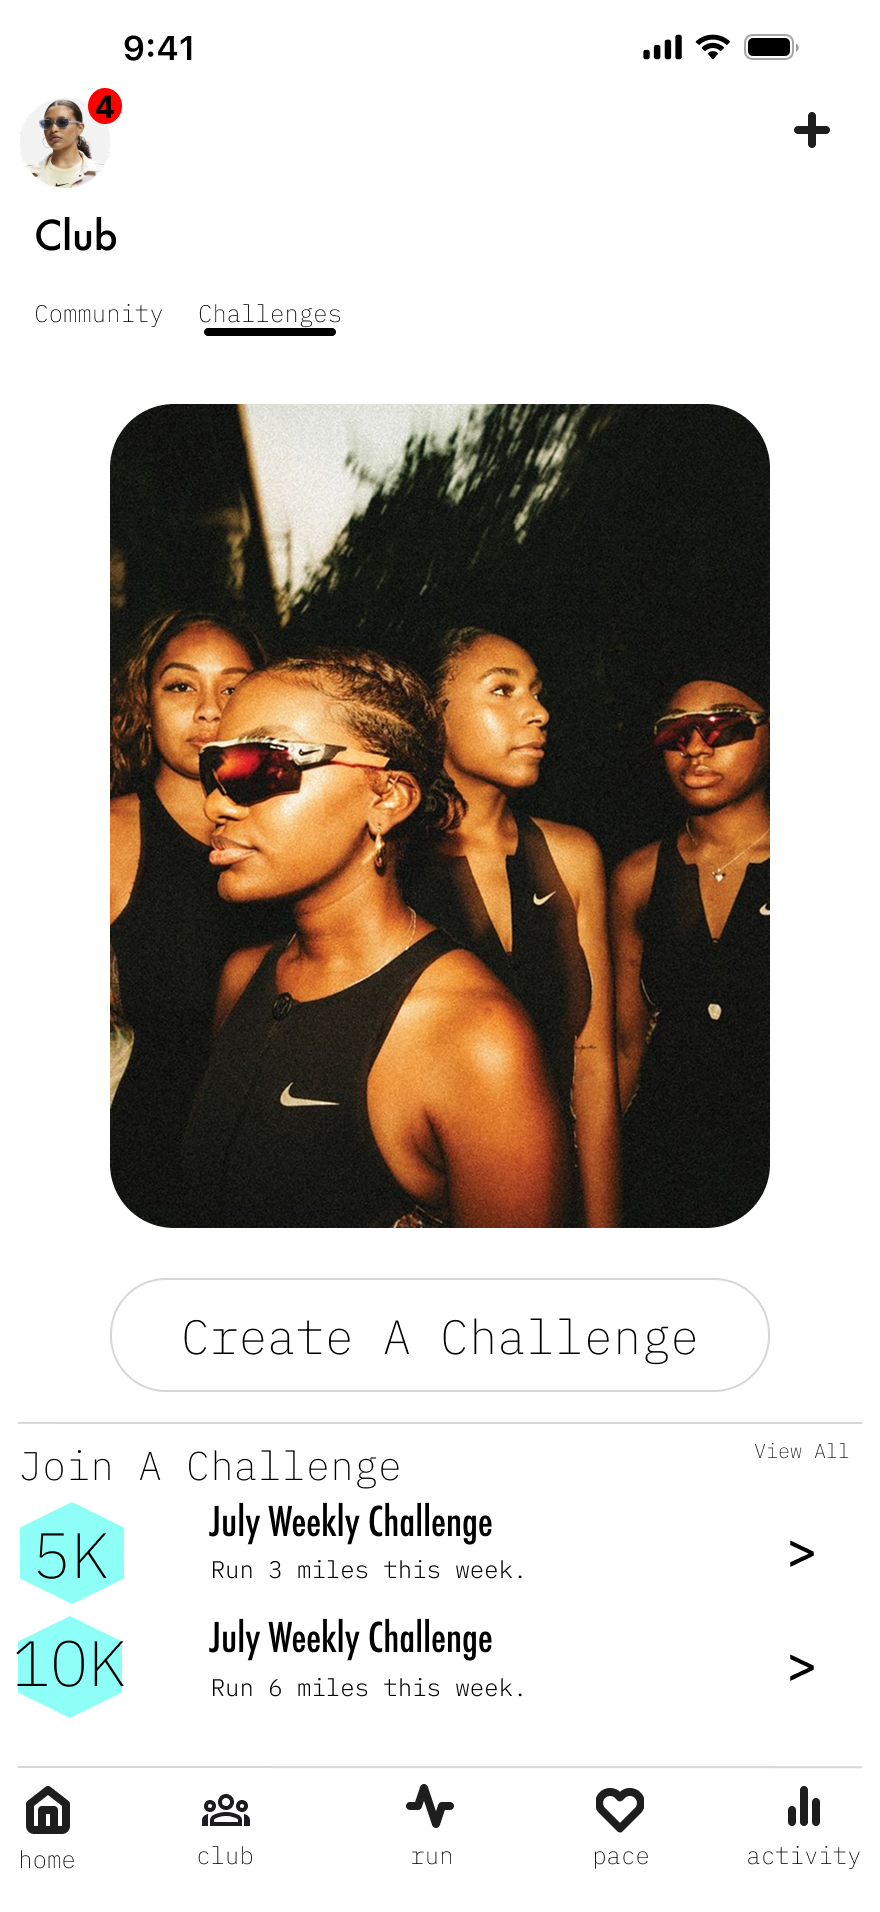 9:41
4
Club
Community Challenges
Create A Challenge
Join A Challenge View All
5K July Weekly Challenge >
Run 3 miles this week.
10K July Weekly Challenge >
Run 6 miles this week.
home club run pace activity